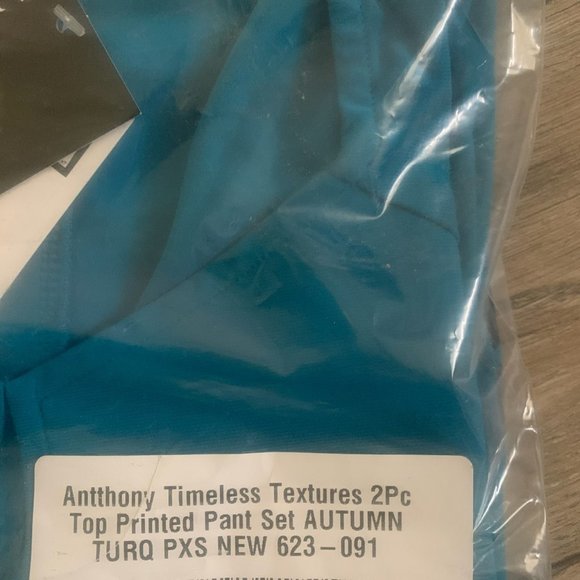 Antthony Timeless Textures 2Pc
Top Printed Pant Set AUTUMN
TURQ PXS NEW 623-091